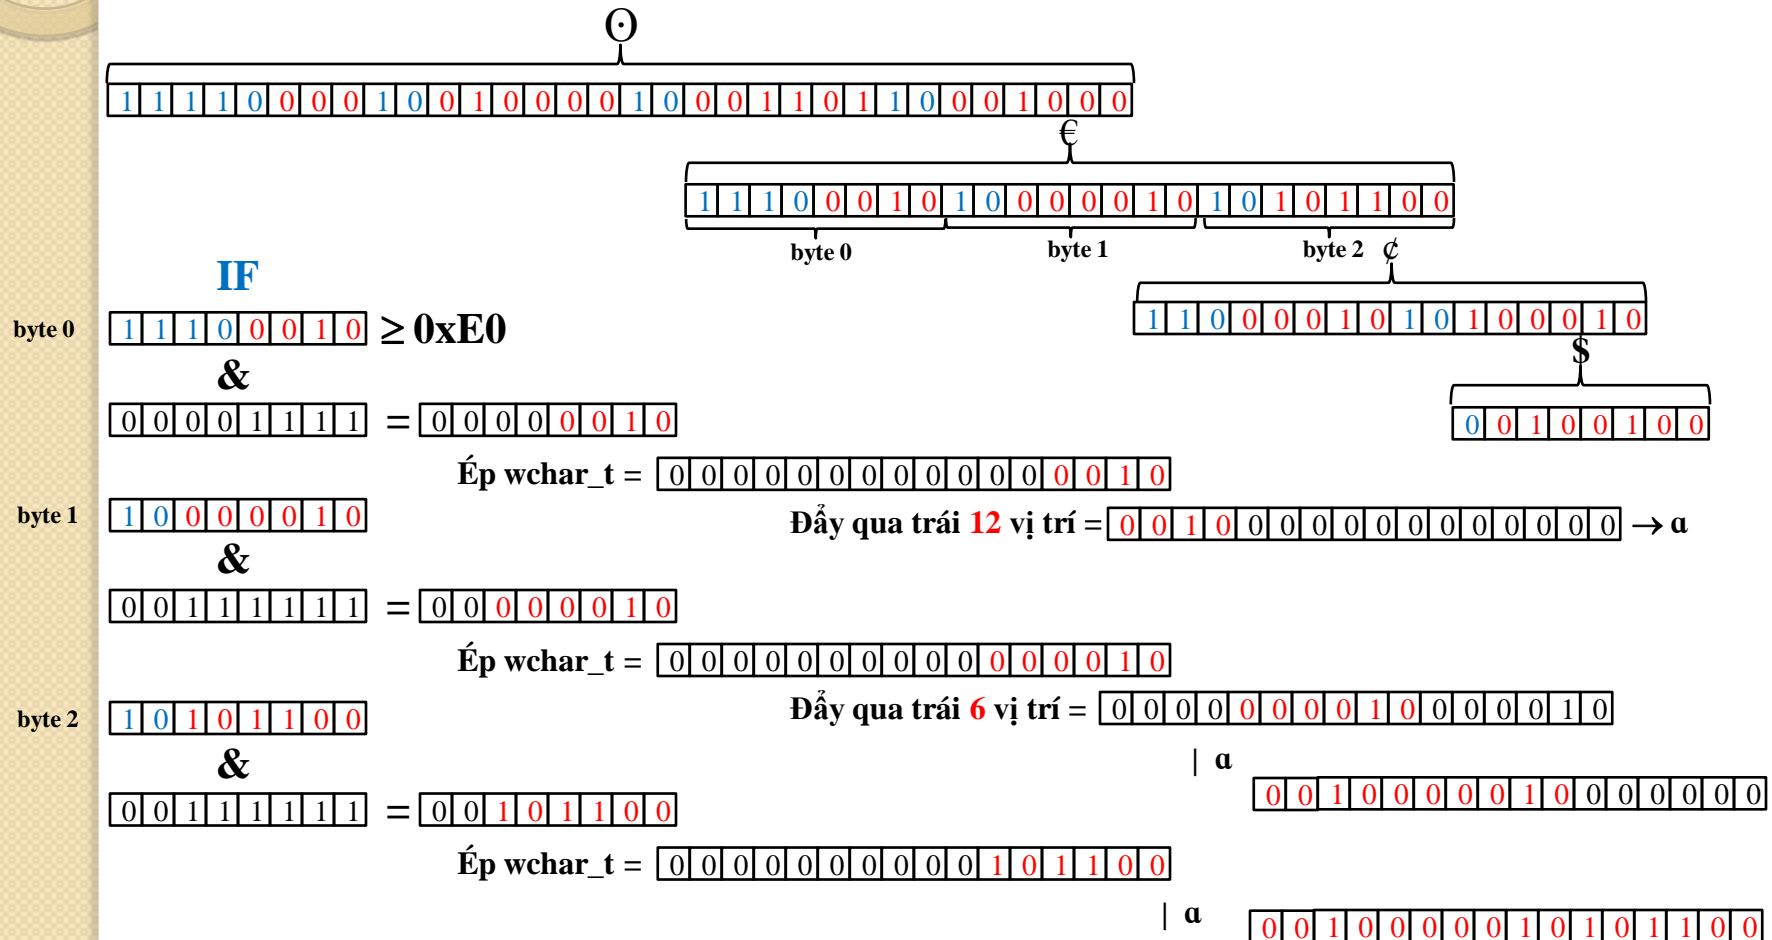 ʘ
1 1 1 1 0 0 0 0 1 0 0 1 0 0 0 0 1 0 0 0 1 1 0 1 1 0 0 0 1 0 0 0
€
1 1 1 0 0 0 1 0 1 0 0 0 0 0 1 0 1 0 1 0 1 1 0 0
byte 0 byte 1 byte 2
¢
1 1 0 0 0 0 1 0 1 0 1 0 0 0 1 0
$
0 0 1 0 0 1 0 0
IF
byte 0 1 1 1 0 0 0 1 0 ≥ 0xE0
&
0 0 0 0 1 1 1 1 = 0 0 0 0 0 0 1 0
Ép wchar_t = 0 0 0 0 0 0 0 0 0 0 0 0 0 0 1 0
Đẩy qua trái 12 vị trí = 0 0 1 0 0 0 0 0 0 0 0 0 0 0 0 0 → ɑ
byte 1 1 0 0 0 0 0 1 0
&
0 0 1 1 1 1 1 1 = 0 0 0 0 0 0 1 0
Ép wchar_t = 0 0 0 0 0 0 0 0 0 0 0 0 0 0 1 0
Đẩy qua trái 6 vị trí = 0 0 0 0 0 0 0 0 1 0 0 0 0 0 1 0
| ɑ 0 0 1 0 0 0 0 0 1 0 0 0 0 0 0 0
byte 2 1 0 1 0 1 1 0 0
&
0 0 1 1 1 1 1 1 = 0 0 1 0 1 1 0 0
Ép wchar_t = 0 0 0 0 0 0 0 0 0 0 1 0 1 1 0 0
| ɑ 0 0 1 0 0 0 0 0 1 0 1 0 1 1 0 0